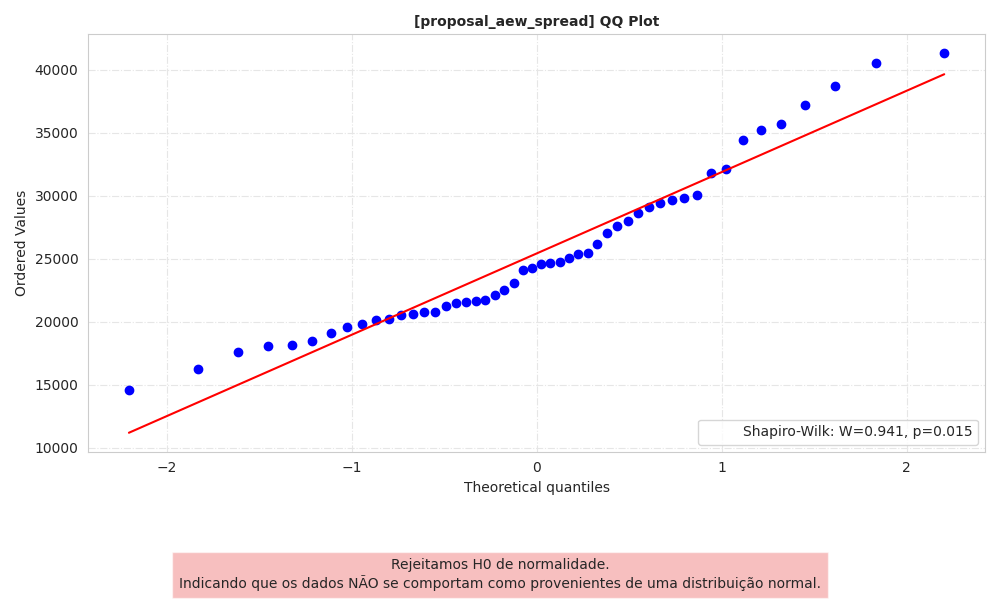 [proposal_aew_spread] QQ Plot
Ordered Values
40000
35000
30000
25000
20000
15000
10000
Shapiro-Wilk: W=0.941, p=0.015
−2
−1
0
1
2
Theoretical quantiles
Rejeitamos H0 de normalidade.
Indicando que os dados NÃO se comportam como provenientes de uma distribuição normal.